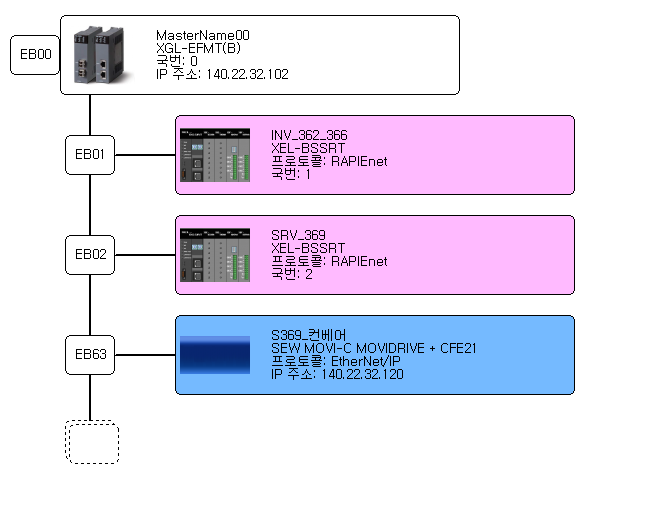 EB00
MasterName00
XGL-EFMT(B)
국번: 0
IP 주소: 140.22.32.102
EB01
INV_362_366
XEL-BSSRT
프로토콜: RAPIEnet
국번: 1
EB02
SRV_369
XEL-BSSRT
프로토콜: RAPIEnet
국번: 2
EB63
S369_컨베어
SEW MOVI-C MOVIDRIVE + CFE21
프로토콜: EtherNet/IP
IP 주소: 140.22.32.120